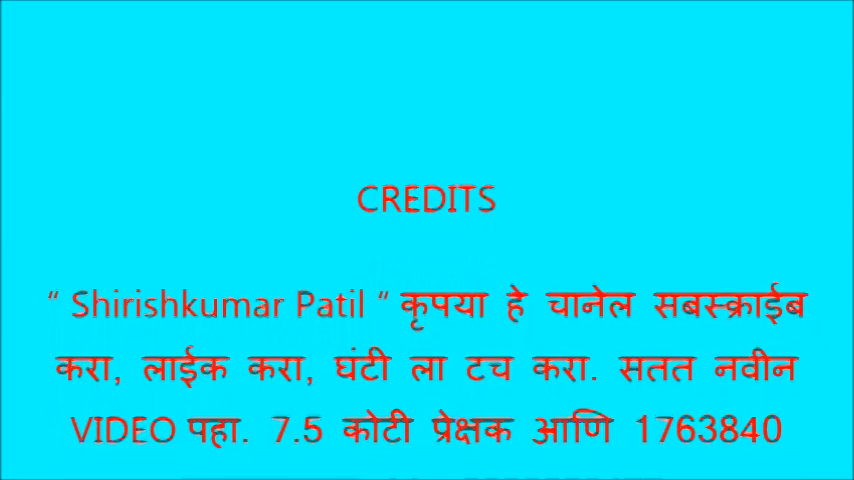 CREDITS
“ Shirishkumar Patil “ कृपया हे चानेल सबस्क्राईब
करा, लाईक करा, घंटी ला टच करा. सतत नवीन
VIDEO पहा. 7.5 कोटी प्रेक्षक आणि 1763840